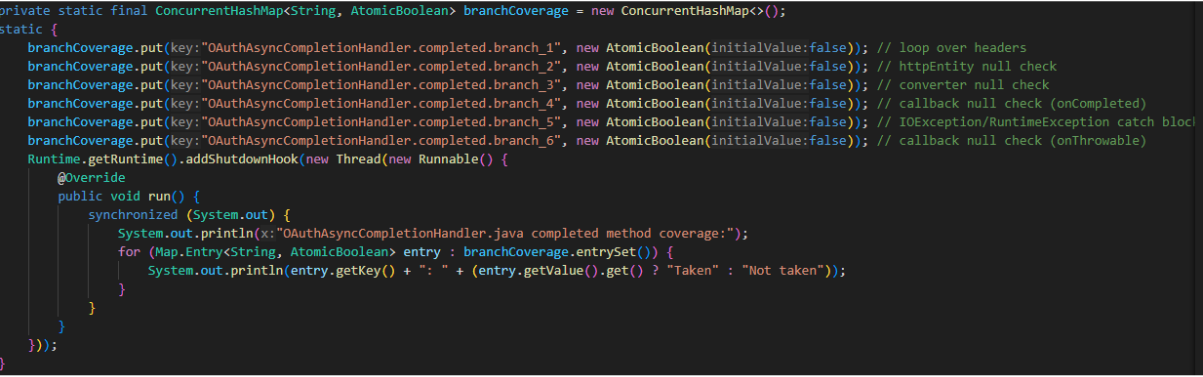 private static final ConcurrentHashMap<String, AtomicBoolean> branchCoverage = new ConcurrentHashMap<>();
static {
    branchCoverage.put(key:"OAuthAsyncCompletionHandler.completed.branch_1", new AtomicBoolean(initialValue:false)); // loop over headers
    branchCoverage.put(key:"OAuthAsyncCompletionHandler.completed.branch_2", new AtomicBoolean(initialValue:false)); // httpEntity null check
    branchCoverage.put(key:"OAuthAsyncCompletionHandler.completed.branch_3", new AtomicBoolean(initialValue:false)); // converter null check
    branchCoverage.put(key:"OAuthAsyncCompletionHandler.completed.branch_4", new AtomicBoolean(initialValue:false)); // callback null check (onCompleted)
    branchCoverage.put(key:"OAuthAsyncCompletionHandler.completed.branch_5", new AtomicBoolean(initialValue:false)); // IOException/RuntimeException catch block
    branchCoverage.put(key:"OAuthAsyncCompletionHandler.completed.branch_6", new AtomicBoolean(initialValue:false)); // callback null check (onThrowable)
    Runtime.getRuntime().addShutdownHook(new Thread(new Runnable() {
        @Override
        public void run() {
            synchronized (System.out) {
                System.out.println(x:"OAuthAsyncCompletionHandler.java completed method coverage:");
                for (Map.Entry<String, AtomicBoolean> entry : branchCoverage.entrySet()) {
                    System.out.println(entry.getKey() + ": " + (entry.getValue().get() ? "Taken" : "Not taken"));
                }
            }
        }
    }));
}